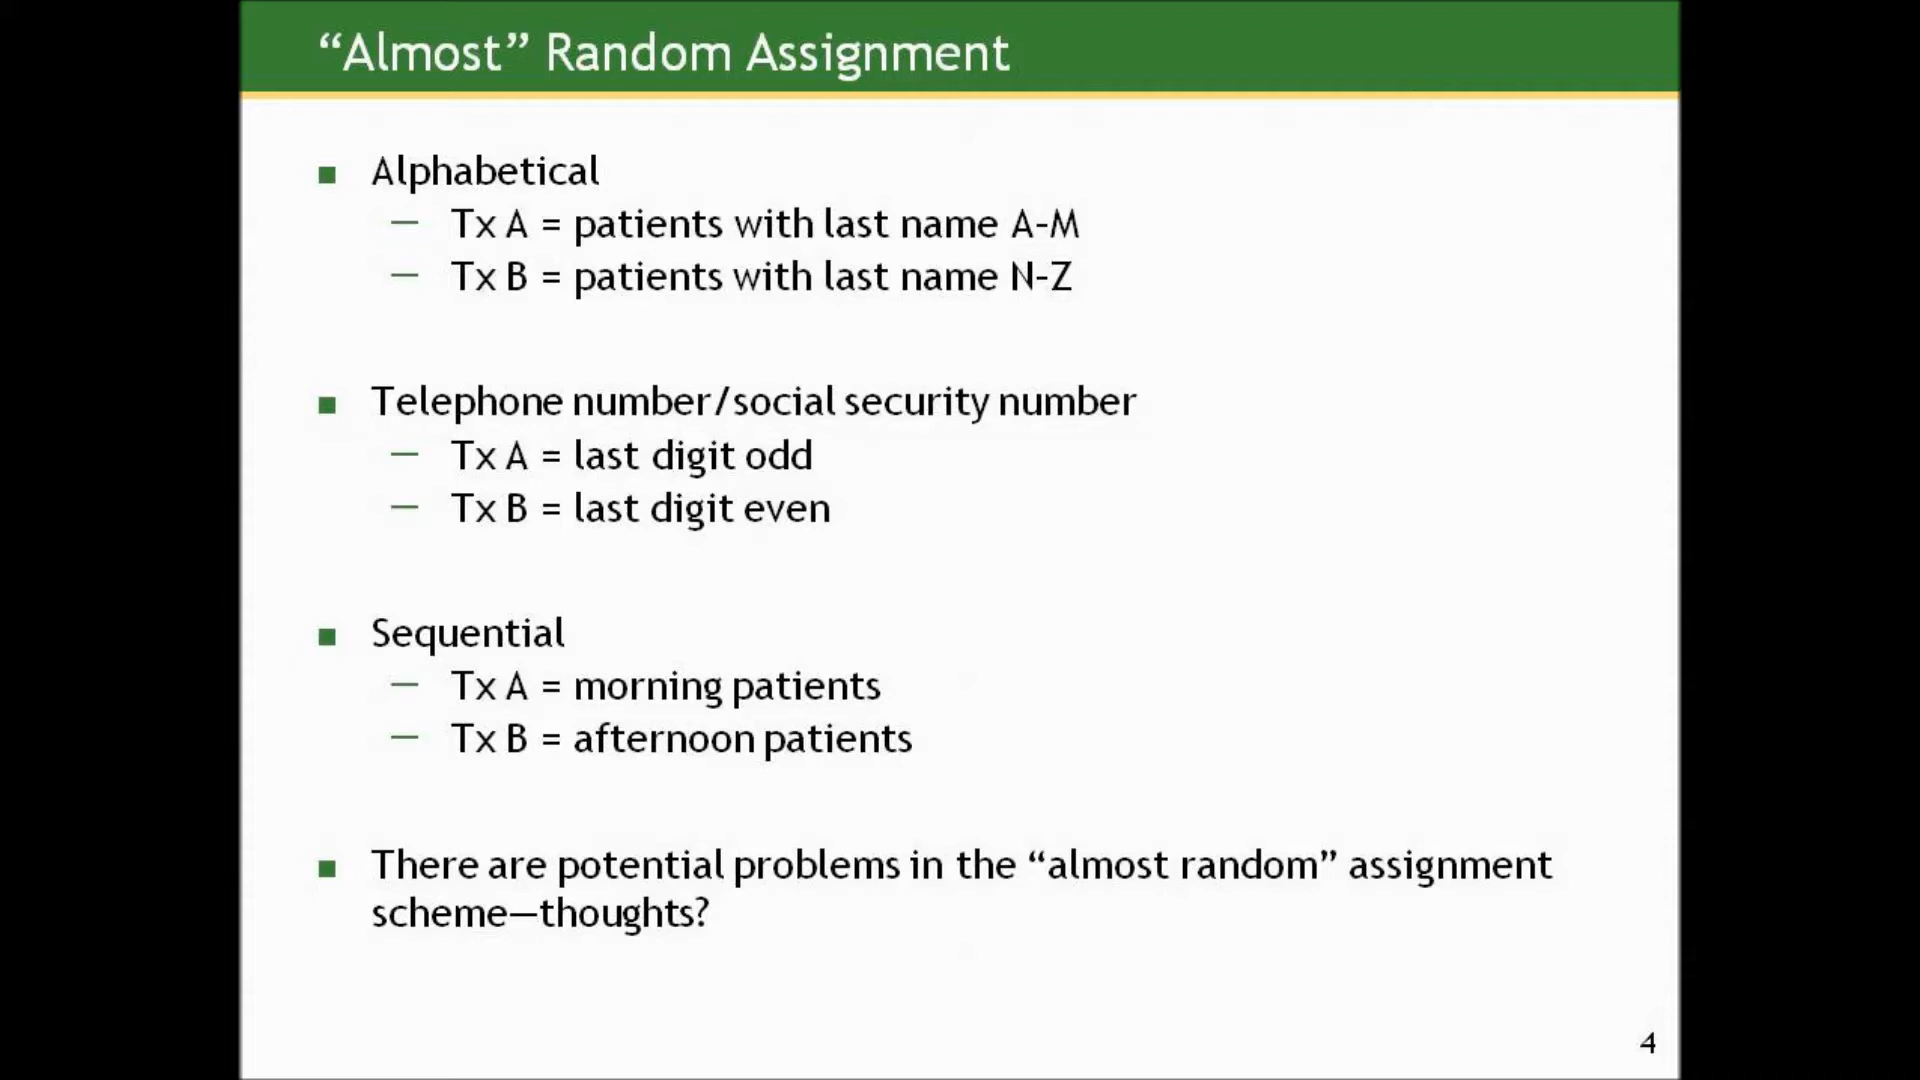 “Almost” Random Assignment
■ Alphabetical
— Tx A = patients with last name A-M
— Tx B = patients with last name N-Z
■ Telephone number/social security number
— Tx A = last digit odd
— Tx B = last digit even
■ Sequential
— Tx A = morning patients
— Tx B = afternoon patients
■ There are potential problems in the “almost random” assignment
scheme—thoughts?
4